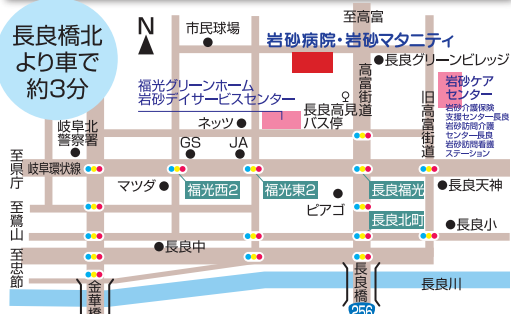 長良橋北
より車で
約3分
N
市民球場
至高富
岩砂病院・岩砂マタニティ
長良グリーンビレッジ
福光グリーンホーム
岩砂デイサービスセンター
高富街道
長良高見
バス停
旧高富街道
岩砂ケア
センター
岩砂介護保険
支援センター長良
岩砂訪問介護
センター長良
岩砂訪問看護
ステーション
ネッツ
岐阜北
警察署
GS
JA
至県庁
岐阜環状線
マツダ
福光西2
福光東2
長良福光
長良天神
至鷺山
ピアゴ
長良北町
長良小
至忠節
長良中
金華橋
長良橋
長良川
256